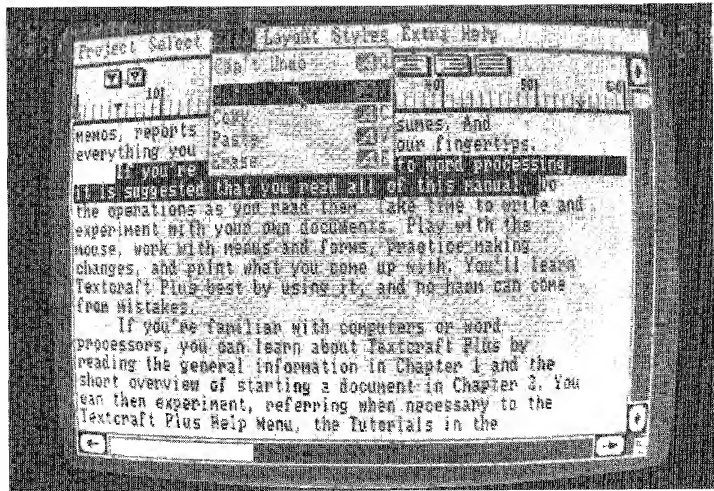 Project Select Layout Styles Extra Help
Can't Undo
10 40 50
Copy C
memos, reports sumes. And
Paste V
everything you our fingertips.
Erase E
If you're to word processing,
it is suggested that you read all of this manual. Do
the operations as you read them. Take time to write and
experiment with your own documents. Play with the
mouse, work with menus and forms, practice making
changes, and print what you come up with. You'll learn
Textcraft Plus best by using it, and no harm can come
from mistakes.
If you're familiar with computers or word
processors, you can learn about Textcraft Plus by
reading the general information in Chapter 1 and the
short overview of starting a document in Chapter 2. You
can then experiment, referring when necessary to the
Textcraft Plus Help Menu, the Tutorials in the